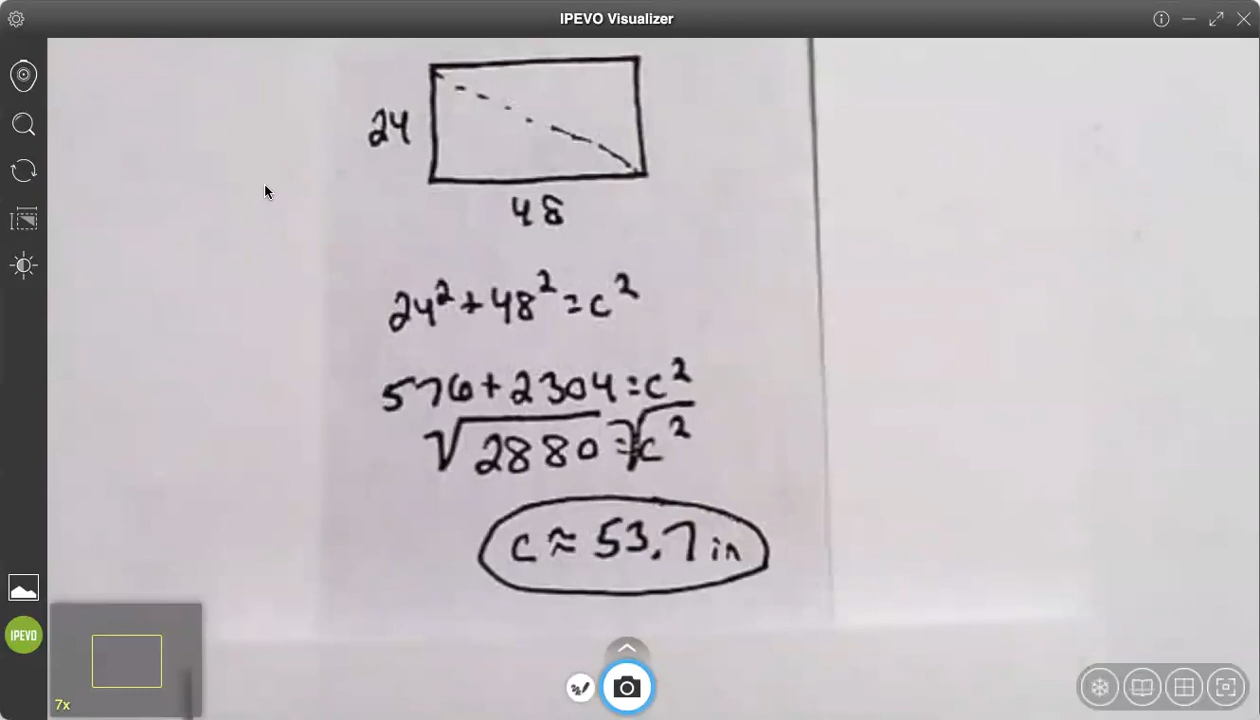 IPEVO Visualizer
24
48
24² + 48² = c²
576 + 2304 = c²
√2880 = √c²
c ≈ 53.7 in
IPEVO
7x